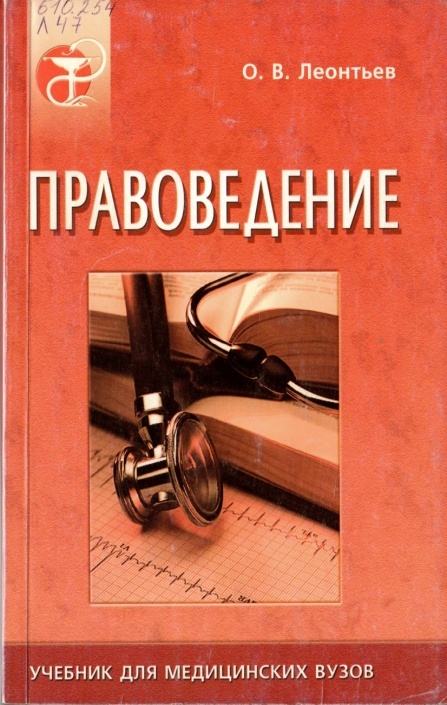 610.254
Л47
О. В. Леонтьев
ПРАВОВЕДЕНИЕ
УЧЕБНИК ДЛЯ МЕДИЦИНСКИХ ВУЗОВ